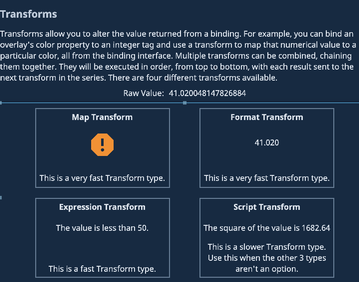 Transforms
Transforms allow you to alter the value returned from a binding. For example, you can bind an
overlay's color property to an integer tag and use a transform to map that numerical value to a
particular color, all from the binding interface. Multiple transforms can be combined, chaining
them together. They will be executed in order, from top to bottom, with each result sent to the
next transform in the series. There are four different transforms available.
Raw Value: 41.020048147826884
Map Transform
This is a very fast Transform type.
Format Transform
41.020
This is a very fast Transform type.
Expression Transform
The value is less than 50.
This is a fast Transform type.
Script Transform
The square of the value is 1682.64
This is a slower Transform type.
Use this when the other 3 types
aren't an option.